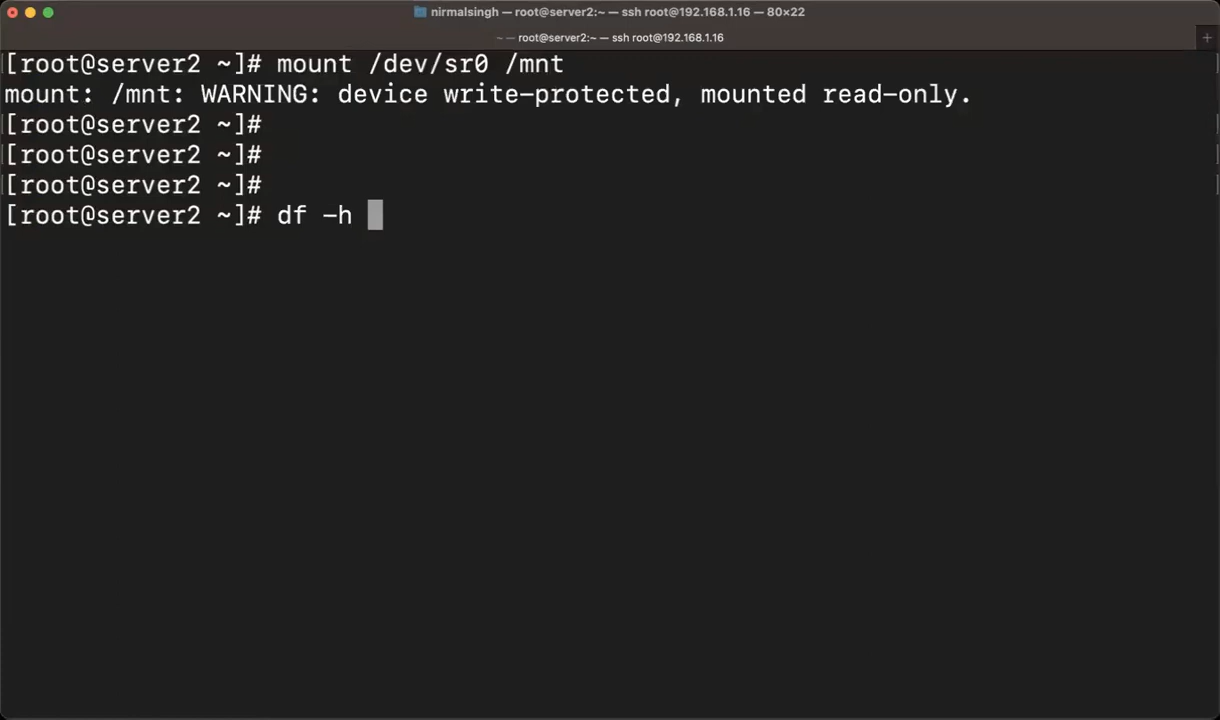 nirmalsingh — root@server2:~ — ssh root@192.168.1.16 — 80×22
~ — root@server2:~ — ssh root@192.168.1.16
+
[root@server2 ~]# mount /dev/sr0 /mnt
mount: /mnt: WARNING: device write-protected, mounted read-only.
[root@server2 ~]#
[root@server2 ~]#
[root@server2 ~]#
[root@server2 ~]# df -h